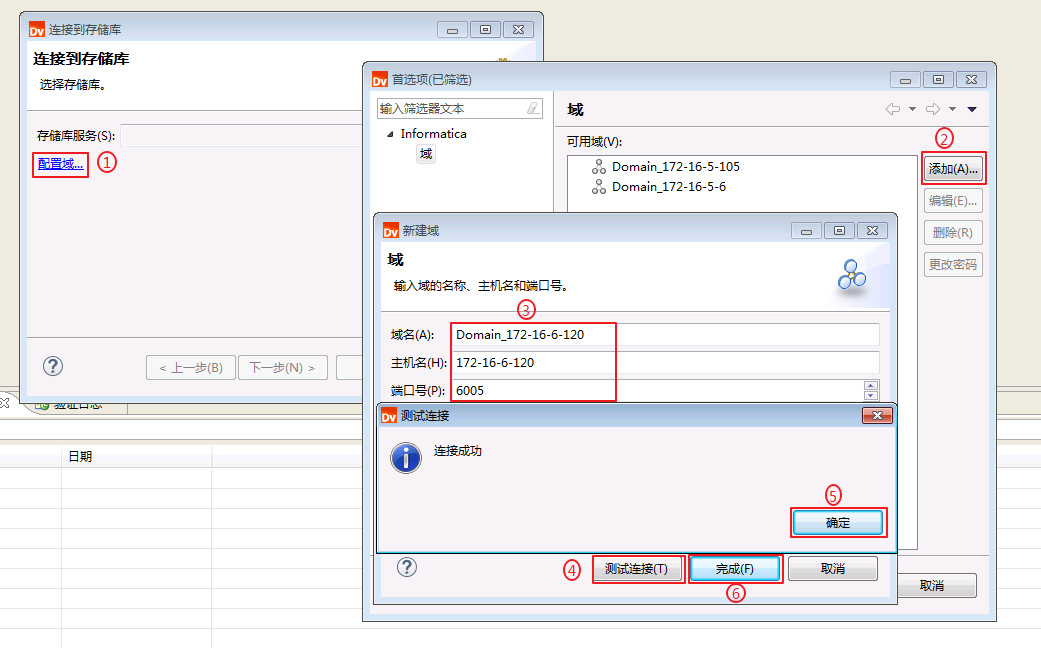 Dv 连接到存储库
连接到存储库
选择存储库。
存储库服务(S):
配置域...
①
< 上一步(B)
下一步(N) >
验证日志
日期
Dv 首选项(已筛选)
输入筛选器文本
Informatica
域
域
可用域(V):
Domain_172-16-5-105
Domain_172-16-5-6
②
添加(A)...
编辑(E)...
删除(R)
更改密码
取消
Dv 新建域
域
输入域的名称、主机名和端口号。
③
域名(A): Domain_172-16-6-120
主机名(H): 172-16-6-120
端口号(P): 6005
Dv 测试连接
连接成功
⑤
确定
④
测试连接(T)
完成(F)
取消
⑥